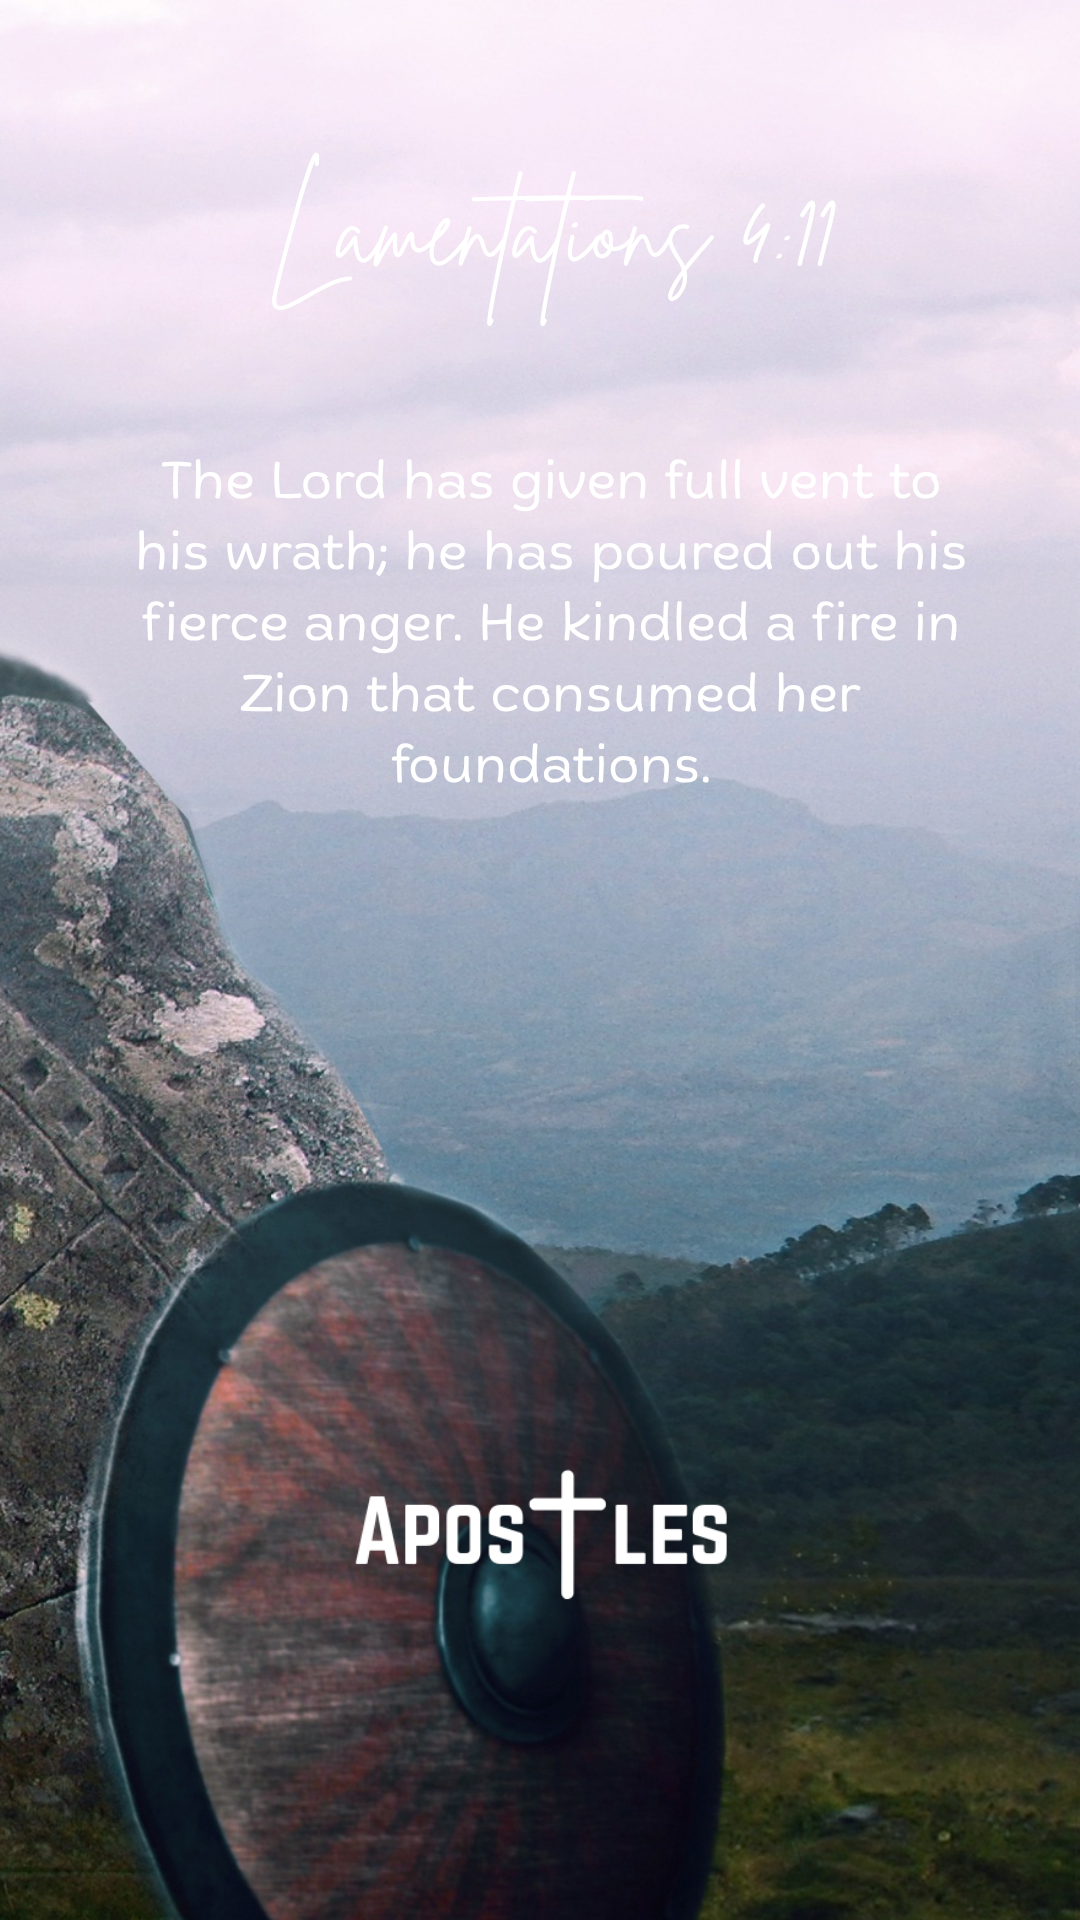 Lamentations 4:11
The Lord has given full vent to
his wrath; he has poured out his
fierce anger. He kindled a fire in
Zion that consumed her
foundations.
APOSTLES